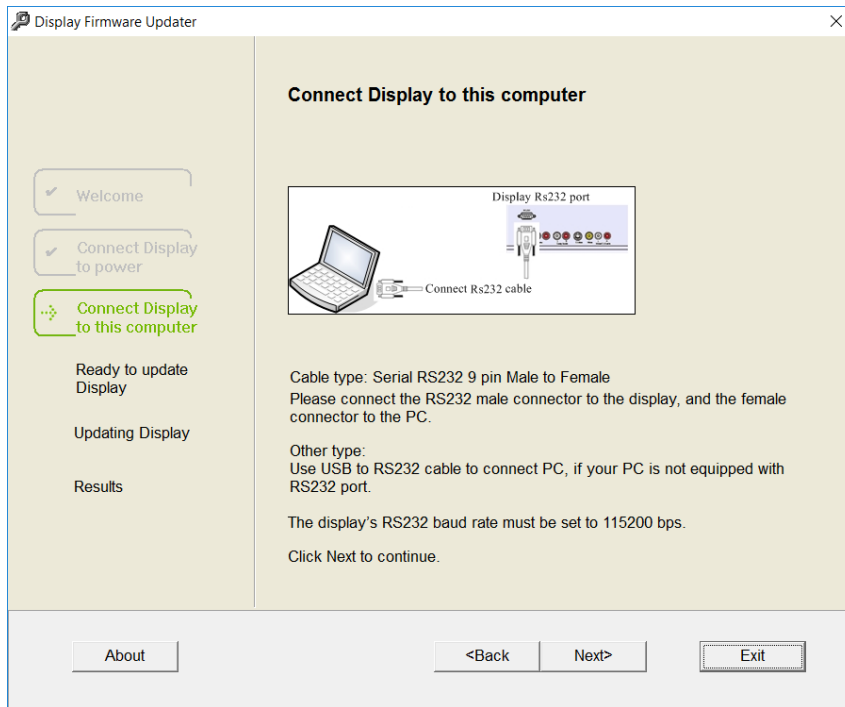 Display Firmware Updater
Welcome
Connect Display
to power
Connect Display
to this computer
Ready to update
Display
Updating Display
Results
Connect Display to this computer
Display Rs232 port
Connect Rs232 cable
Cable type: Serial RS232 9 pin Male to Female
Please connect the RS232 male connector to the display, and the female
connector to the PC.
Other type:
Use USB to RS232 cable to connect PC, if your PC is not equipped with
RS232 port.
The display's RS232 baud rate must be set to 115200 bps.
Click Next to continue.
About
<Back
Next>
Exit